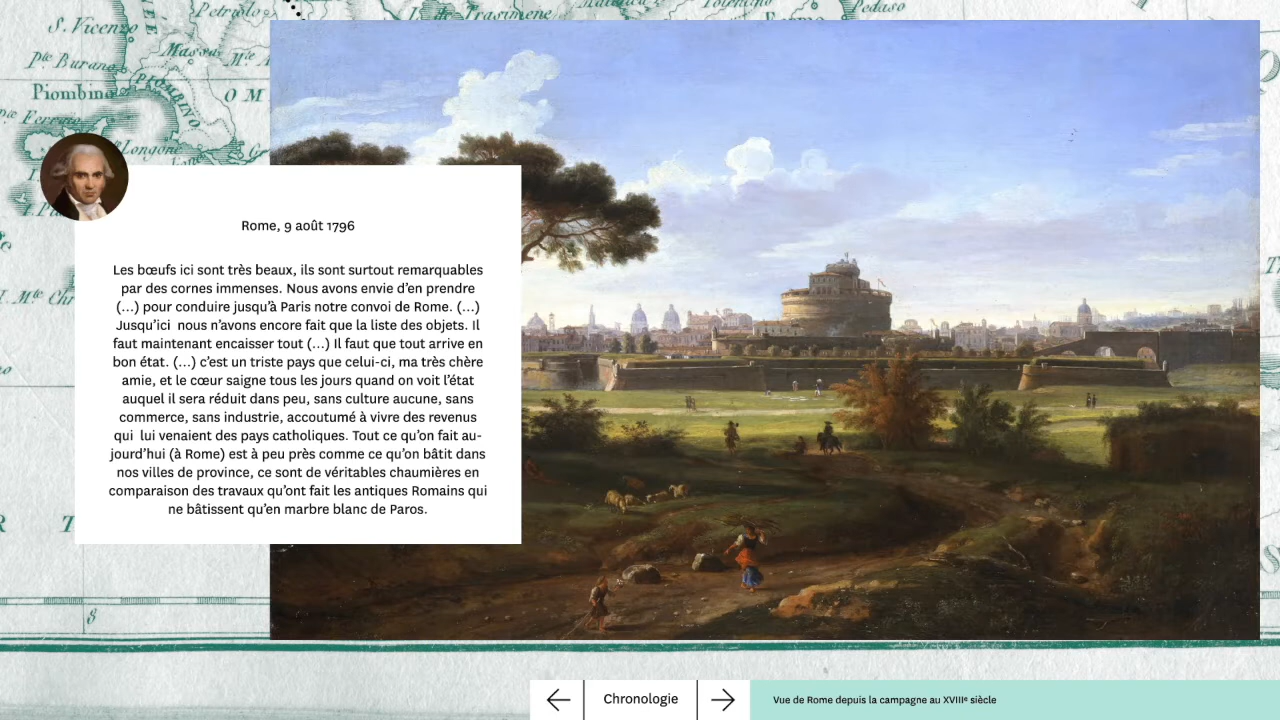 Petriolo
Trasimene
Tolentino
Pedaso
S. Vicenzo
Massa
Pte. Burano
Piombino
PIOMBINO
O M
Longone
Rome, 9 août 1796
Les bœufs ici sont très beaux, ils sont surtout remarquables
par des cornes immenses. Nous avons envie d’en prendre
(...) pour conduire jusqu’à Paris notre convoi de Rome. (...)
Jusqu’ici nous n’avons encore fait que la liste des objets. Il
faut maintenant encaisser tout (...) Il faut que tout arrive en
bon état. (...) c’est un triste pays que celui-ci, ma très chère
amie, et le cœur saigne tous les jours quand on voit l’état
auquel il sera réduit dans peu, sans culture aucune, sans
commerce, sans industrie, accoutumé à vivre des revenus
qui lui venaient des pays catholiques. Tout ce qu’on fait au-
jourd’hui (à Rome) est à peu près comme ce qu’on bâtit dans
nos villes de province, ce sont de véritables chaumières en
comparaison des travaux qu’ont fait les antiques Romains qui
ne bâtissent qu’en marbre blanc de Paros.
R T
8
Chronologie
Vue de Rome depuis la campagne au XVIIIe siècle